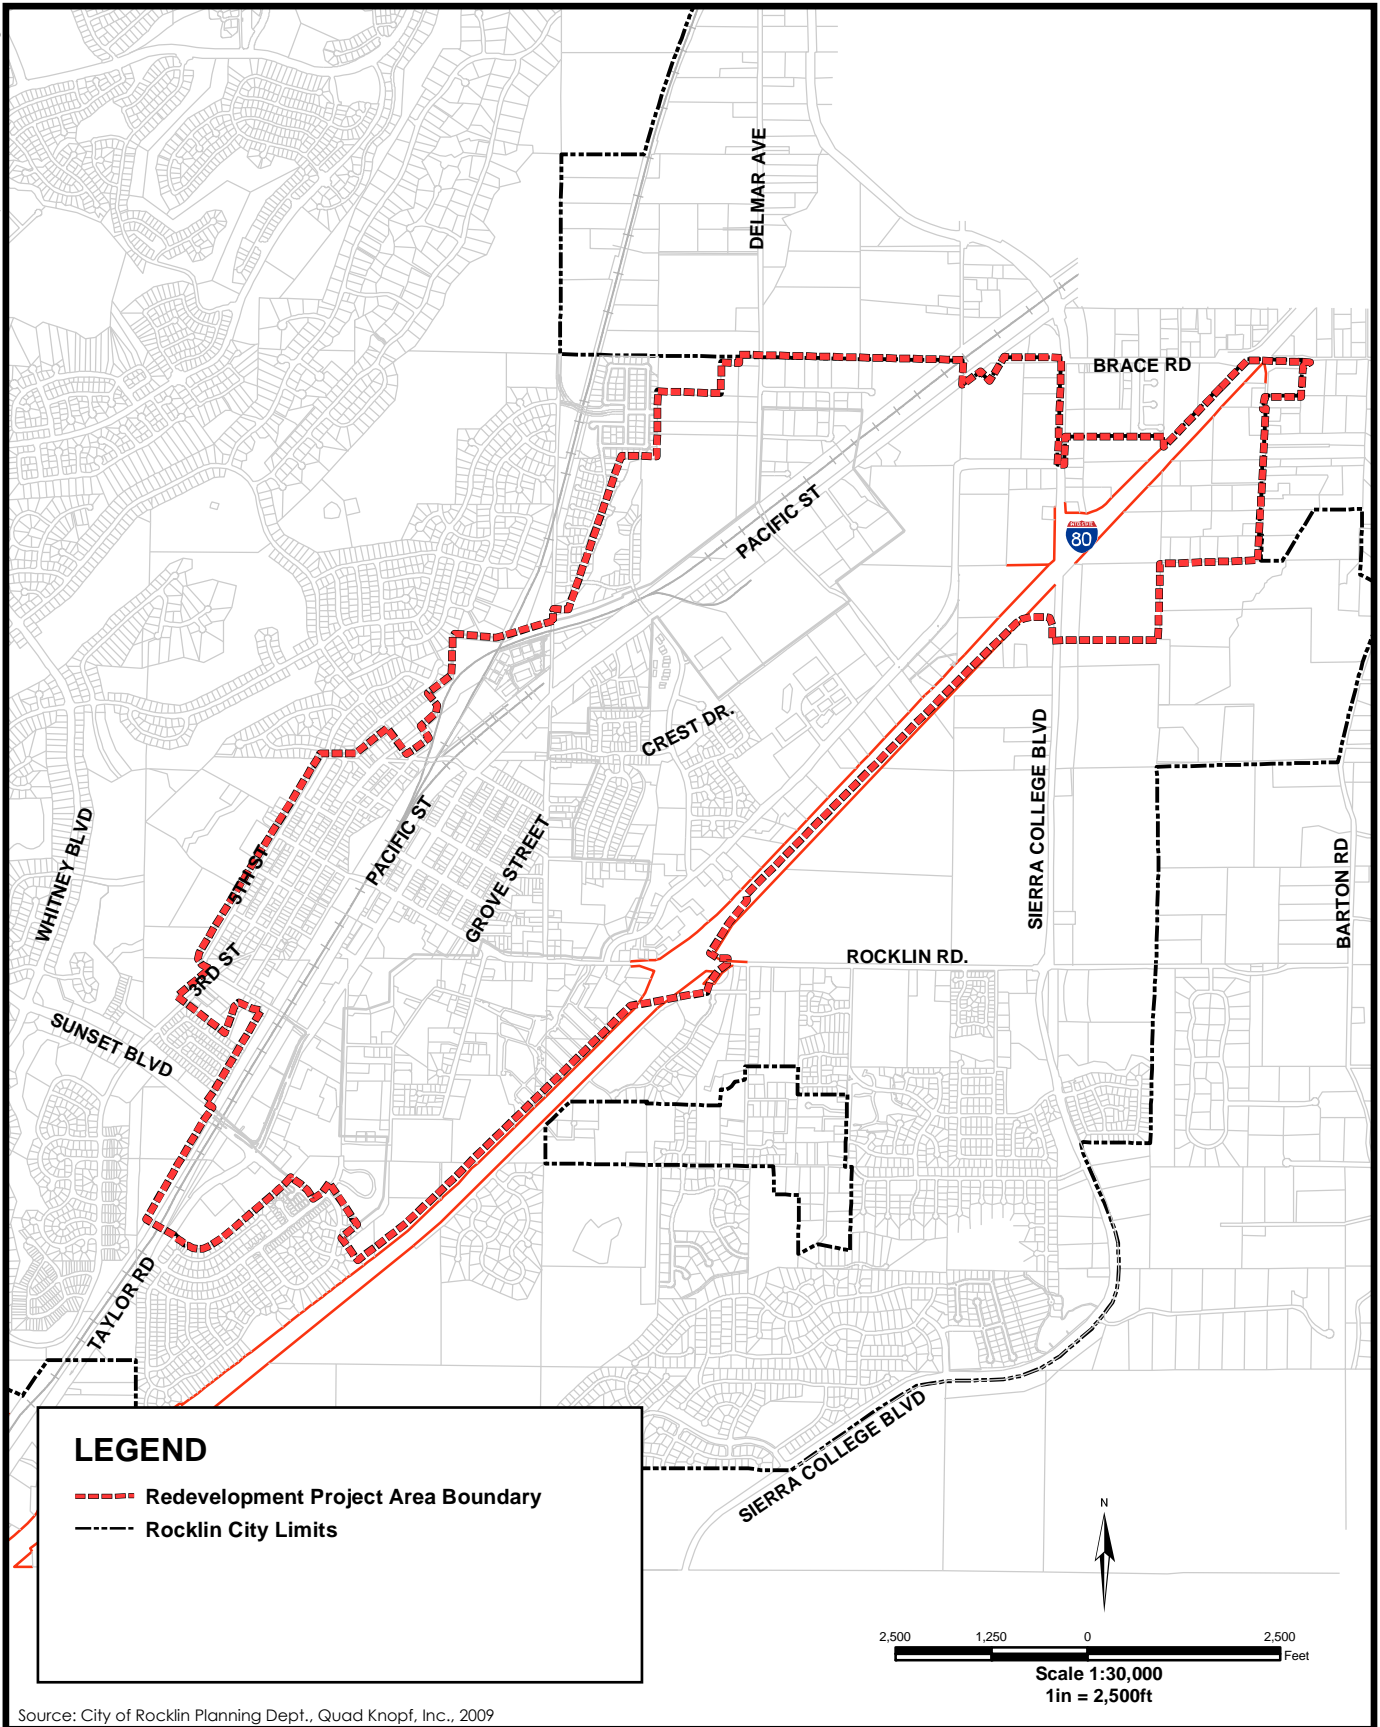 DELMAR AVE
BRACE RD
INTERSTATE
80
PACIFIC ST
CREST DR.
SIERRA COLLEGE BLVD
WHITNEY BLVD
PACIFIC ST
5TH ST
GROVE STREET
BARTON RD
3RD ST
ROCKLIN RD.
SUNSET BLVD
TAYLOR RD
SIERRA COLLEGE BLVD
LEGEND
Redevelopment Project Area Boundary
Rocklin City Limits
N
2,500 1,250 0 2,500
Feet
Scale 1:30,000
1in = 2,500ft
Source: City of Rocklin Planning Dept., Quad Knopf, Inc., 2009